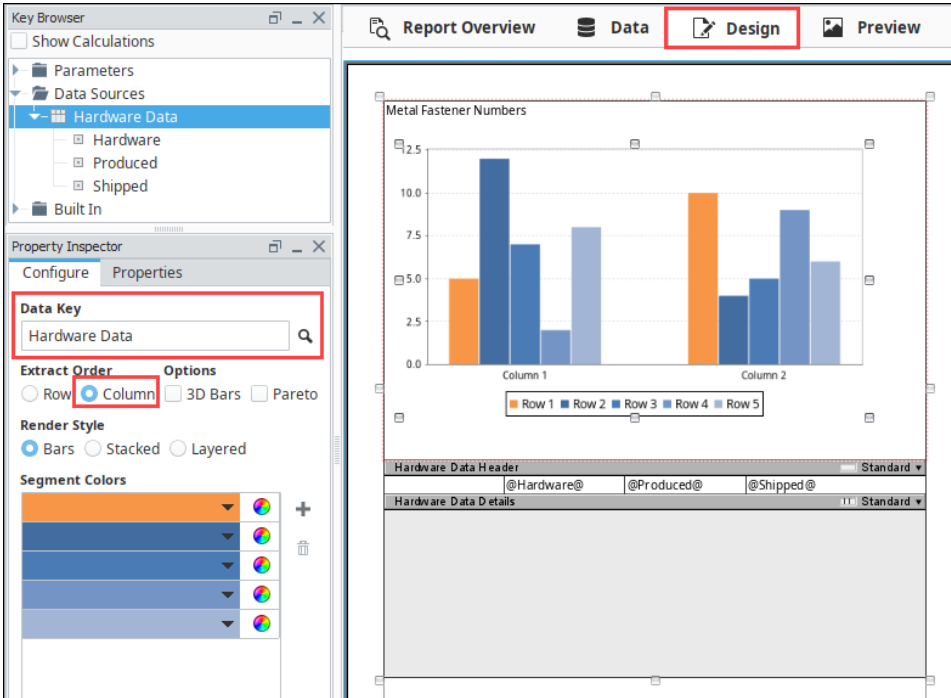 Key Browser
Show Calculations
Parameters
Data Sources
Hardware Data
Hardware
Produced
Shipped
Built In
Property Inspector
Configure Properties
Data Key
Hardware Data
Extract Order Options
Row Column 3D Bars Pareto
Render Style
Bars Stacked Layered
Segment Colors
Report Overview Data Design Preview
Metal Fastener Numbers
12.5
10.0
7.5
5.0
2.5
0.0
Column 1 Column 2
Row 1 Row 2 Row 3 Row 4 Row 5
Hardware Data Header Standard
@Hardware@ @Produced@ @Shipped@
Hardware Data Details Standard